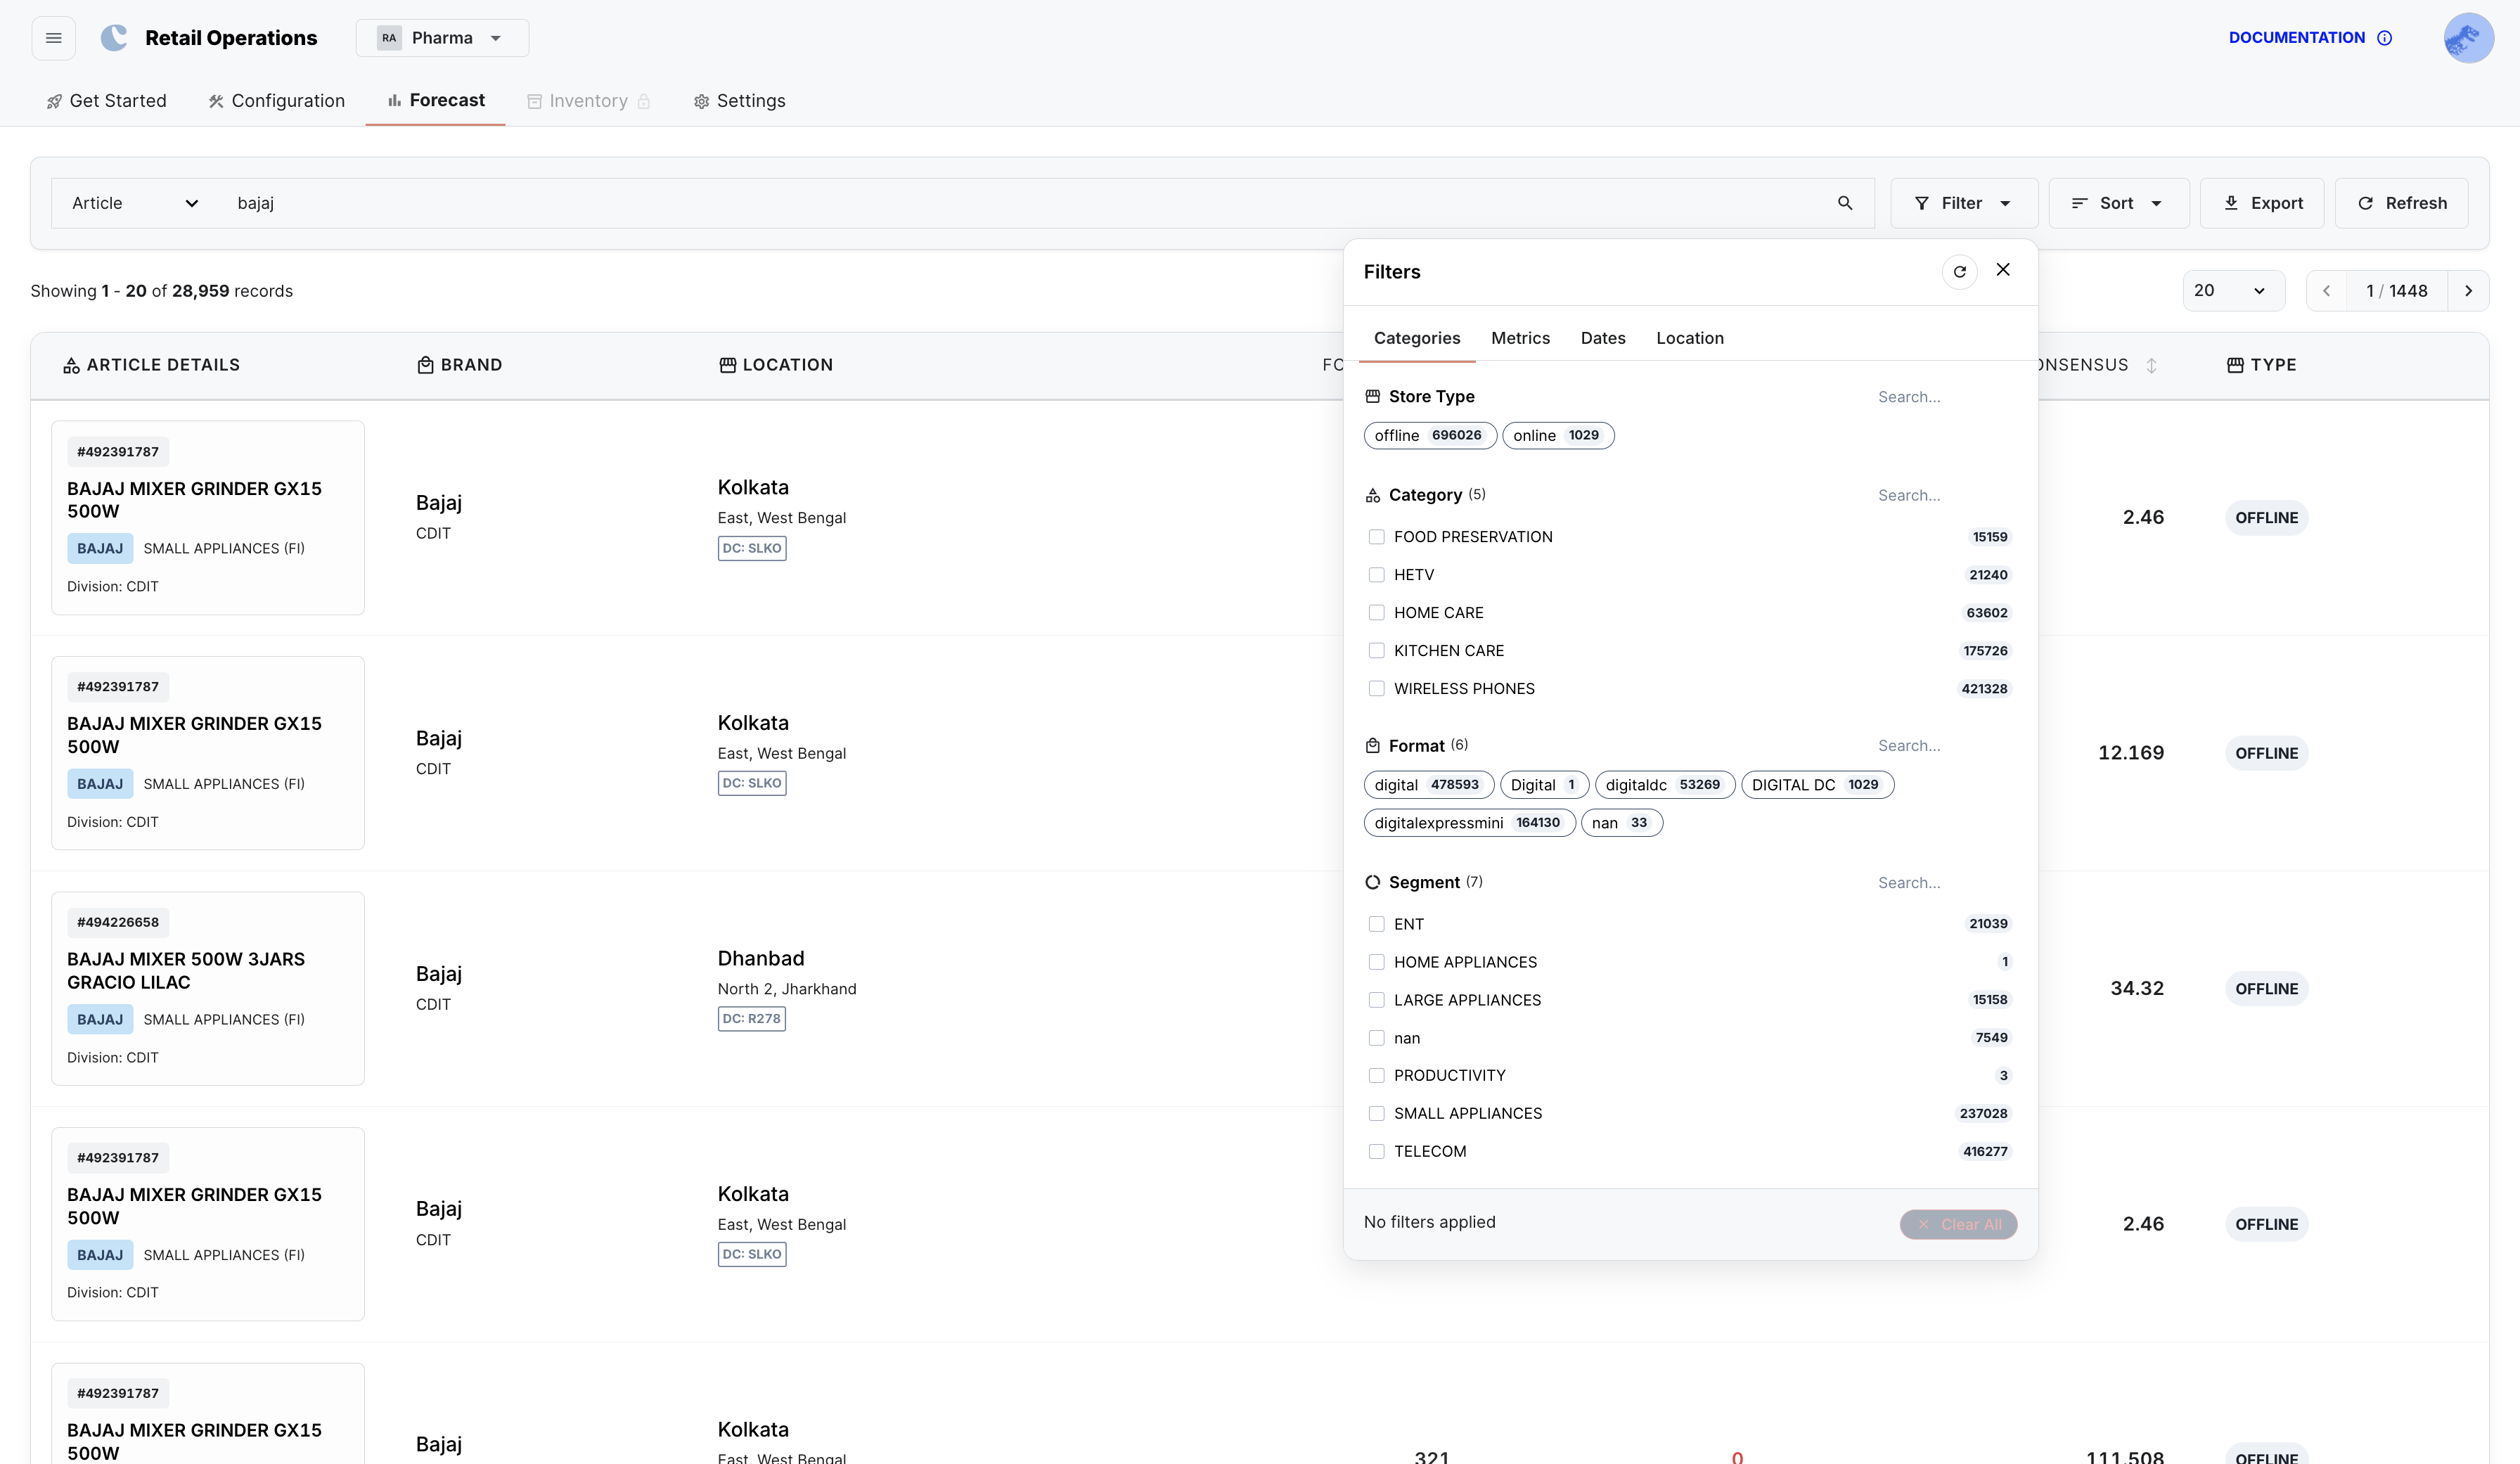 Retail Operations
RA Pharma
DOCUMENTATION
Get Started
Configuration
Forecast
Inventory
Settings
Article
bajaj
Filter
Sort
Export
Refresh
Showing 1 - 20 of 28,959 records
20
1 / 1448
ARTICLE DETAILS
BRAND
LOCATION
FO
ONSENSUS
TYPE
#492391787
BAJAJ MIXER GRINDER GX15
500W
BAJAJ SMALL APPLIANCES (FI)
Division: CDIT
Bajaj
CDIT
Kolkata
East, West Bengal
DC: SLKO
2.46
OFFLINE
#492391787
BAJAJ MIXER GRINDER GX15
500W
BAJAJ SMALL APPLIANCES (FI)
Division: CDIT
Bajaj
CDIT
Kolkata
East, West Bengal
DC: SLKO
12.169
OFFLINE
#494226658
BAJAJ MIXER 500W 3JARS
GRACIO LILAC
BAJAJ SMALL APPLIANCES (FI)
Division: CDIT
Bajaj
CDIT
Dhanbad
North 2, Jharkhand
DC: R278
34.32
OFFLINE
#492391787
BAJAJ MIXER GRINDER GX15
500W
BAJAJ SMALL APPLIANCES (FI)
Division: CDIT
Bajaj
CDIT
Kolkata
East, West Bengal
DC: SLKO
2.46
OFFLINE
#492391787
BAJAJ MIXER GRINDER GX15
500W
Bajaj
Kolkata
East, West Bengal
321
0
111.508
OFFLINE
Filters
Categories
Metrics
Dates
Location
Store Type
Search...
offline 696026
online 1029
Category (5)
Search...
FOOD PRESERVATION 15159
HETV 21240
HOME CARE 63602
KITCHEN CARE 175726
WIRELESS PHONES 421328
Format (6)
Search...
digital 478593
Digital 1
digitaldc 53269
DIGITAL DC 1029
digitalexpressmini 164130
nan 33
Segment (7)
Search...
ENT 21039
HOME APPLIANCES 1
LARGE APPLIANCES 15158
nan 7549
PRODUCTIVITY 3
SMALL APPLIANCES 237028
TELECOM 416277
No filters applied
Clear All